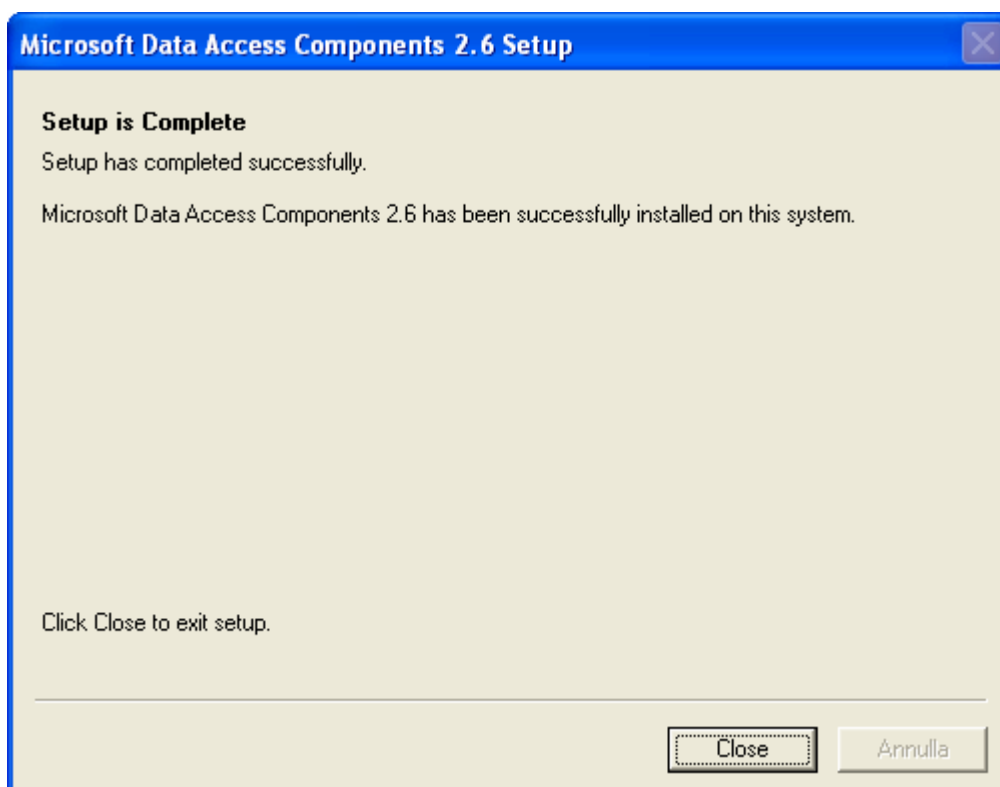 Microsoft Data Access Components 2.6 Setup
Setup is Complete
Setup has completed successfully.
Microsoft Data Access Components 2.6 has been successfully installed on this system.
Click Close to exit setup.
Close
Annulla